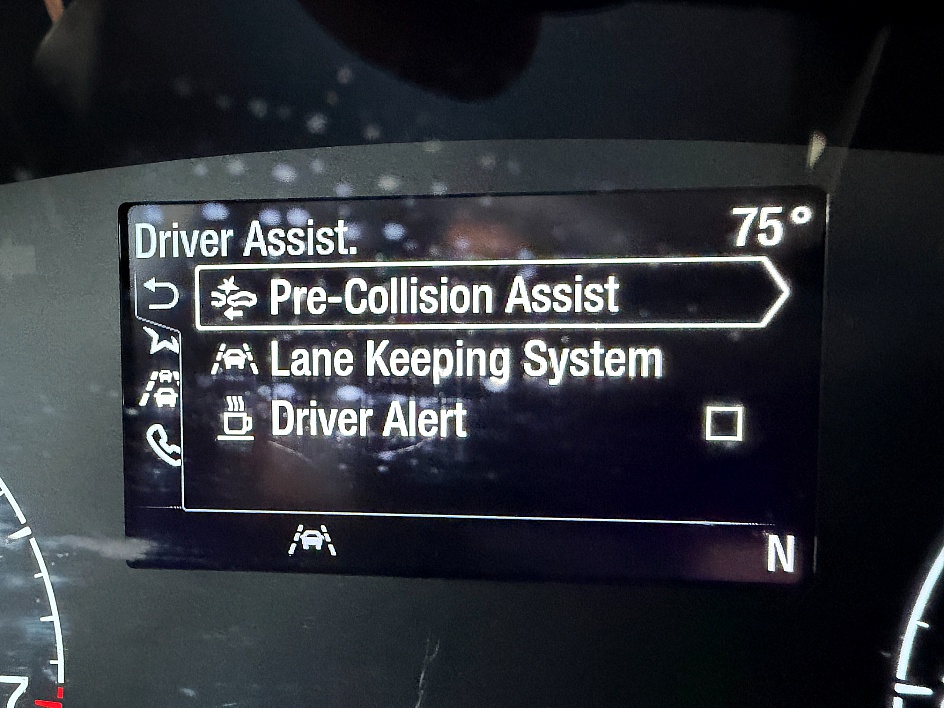 Driver Assist.
75°
Pre-Collision Assist
Lane Keeping System
Driver Alert
N